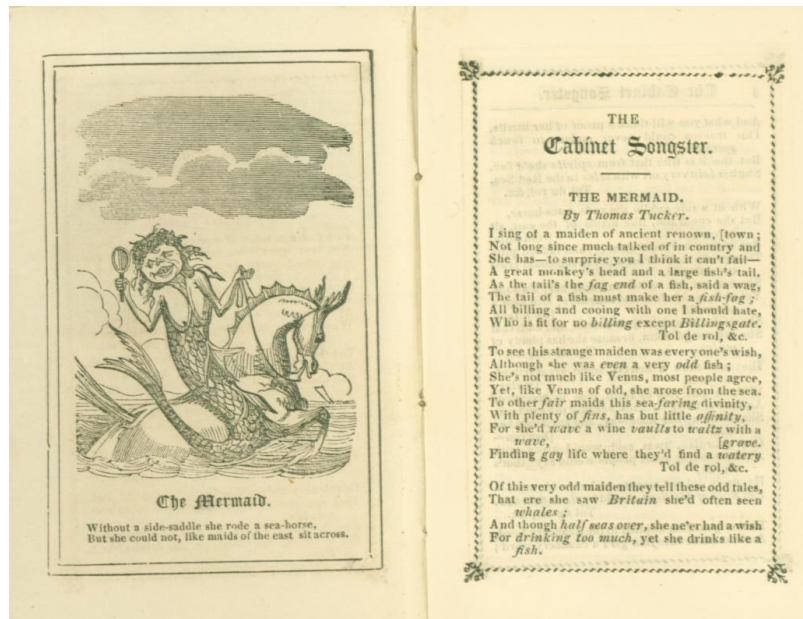 The Mermaid.
Without a side-saddle she rode a sea-horse,
But she could not, like maids of the east sit across.
THE
Cabinet Songster.
THE MERMAID.
By Thomas Tucker.
I sing of a maiden of ancient renown, [town;
Not long since much talked of in country and
She has—to surprise you I think it can't fail—
A great monkey's head and a large fish's tail.
As the tail's the fag end of a fish, said a wag,
The tail of a fish must make her a fish-fag;
All billing and cooing with one I should hate,
Who is fit for no billing except Billingsgate.
Tol de rol, &c.
To see this strange maiden was every one's wish,
Although she was even a very odd fish;
She's not much like Venus, most people agree,
Yet, like Venus of old, she arose from the sea.
To other fair maids this sea-faring divinity,
With plenty of fins, has but little affinity,
For she'd wave a wine vaults to waltz with a
wave, [grave.
Finding gay life where they'd find a watery
Tol de rol, &c.
Of this very odd maiden they tell these odd tales,
That ere she saw Britain she'd often seen
whales;
And though half seas over, she ne'er had a wish
For drinking too much, yet she drinks like a
fish.